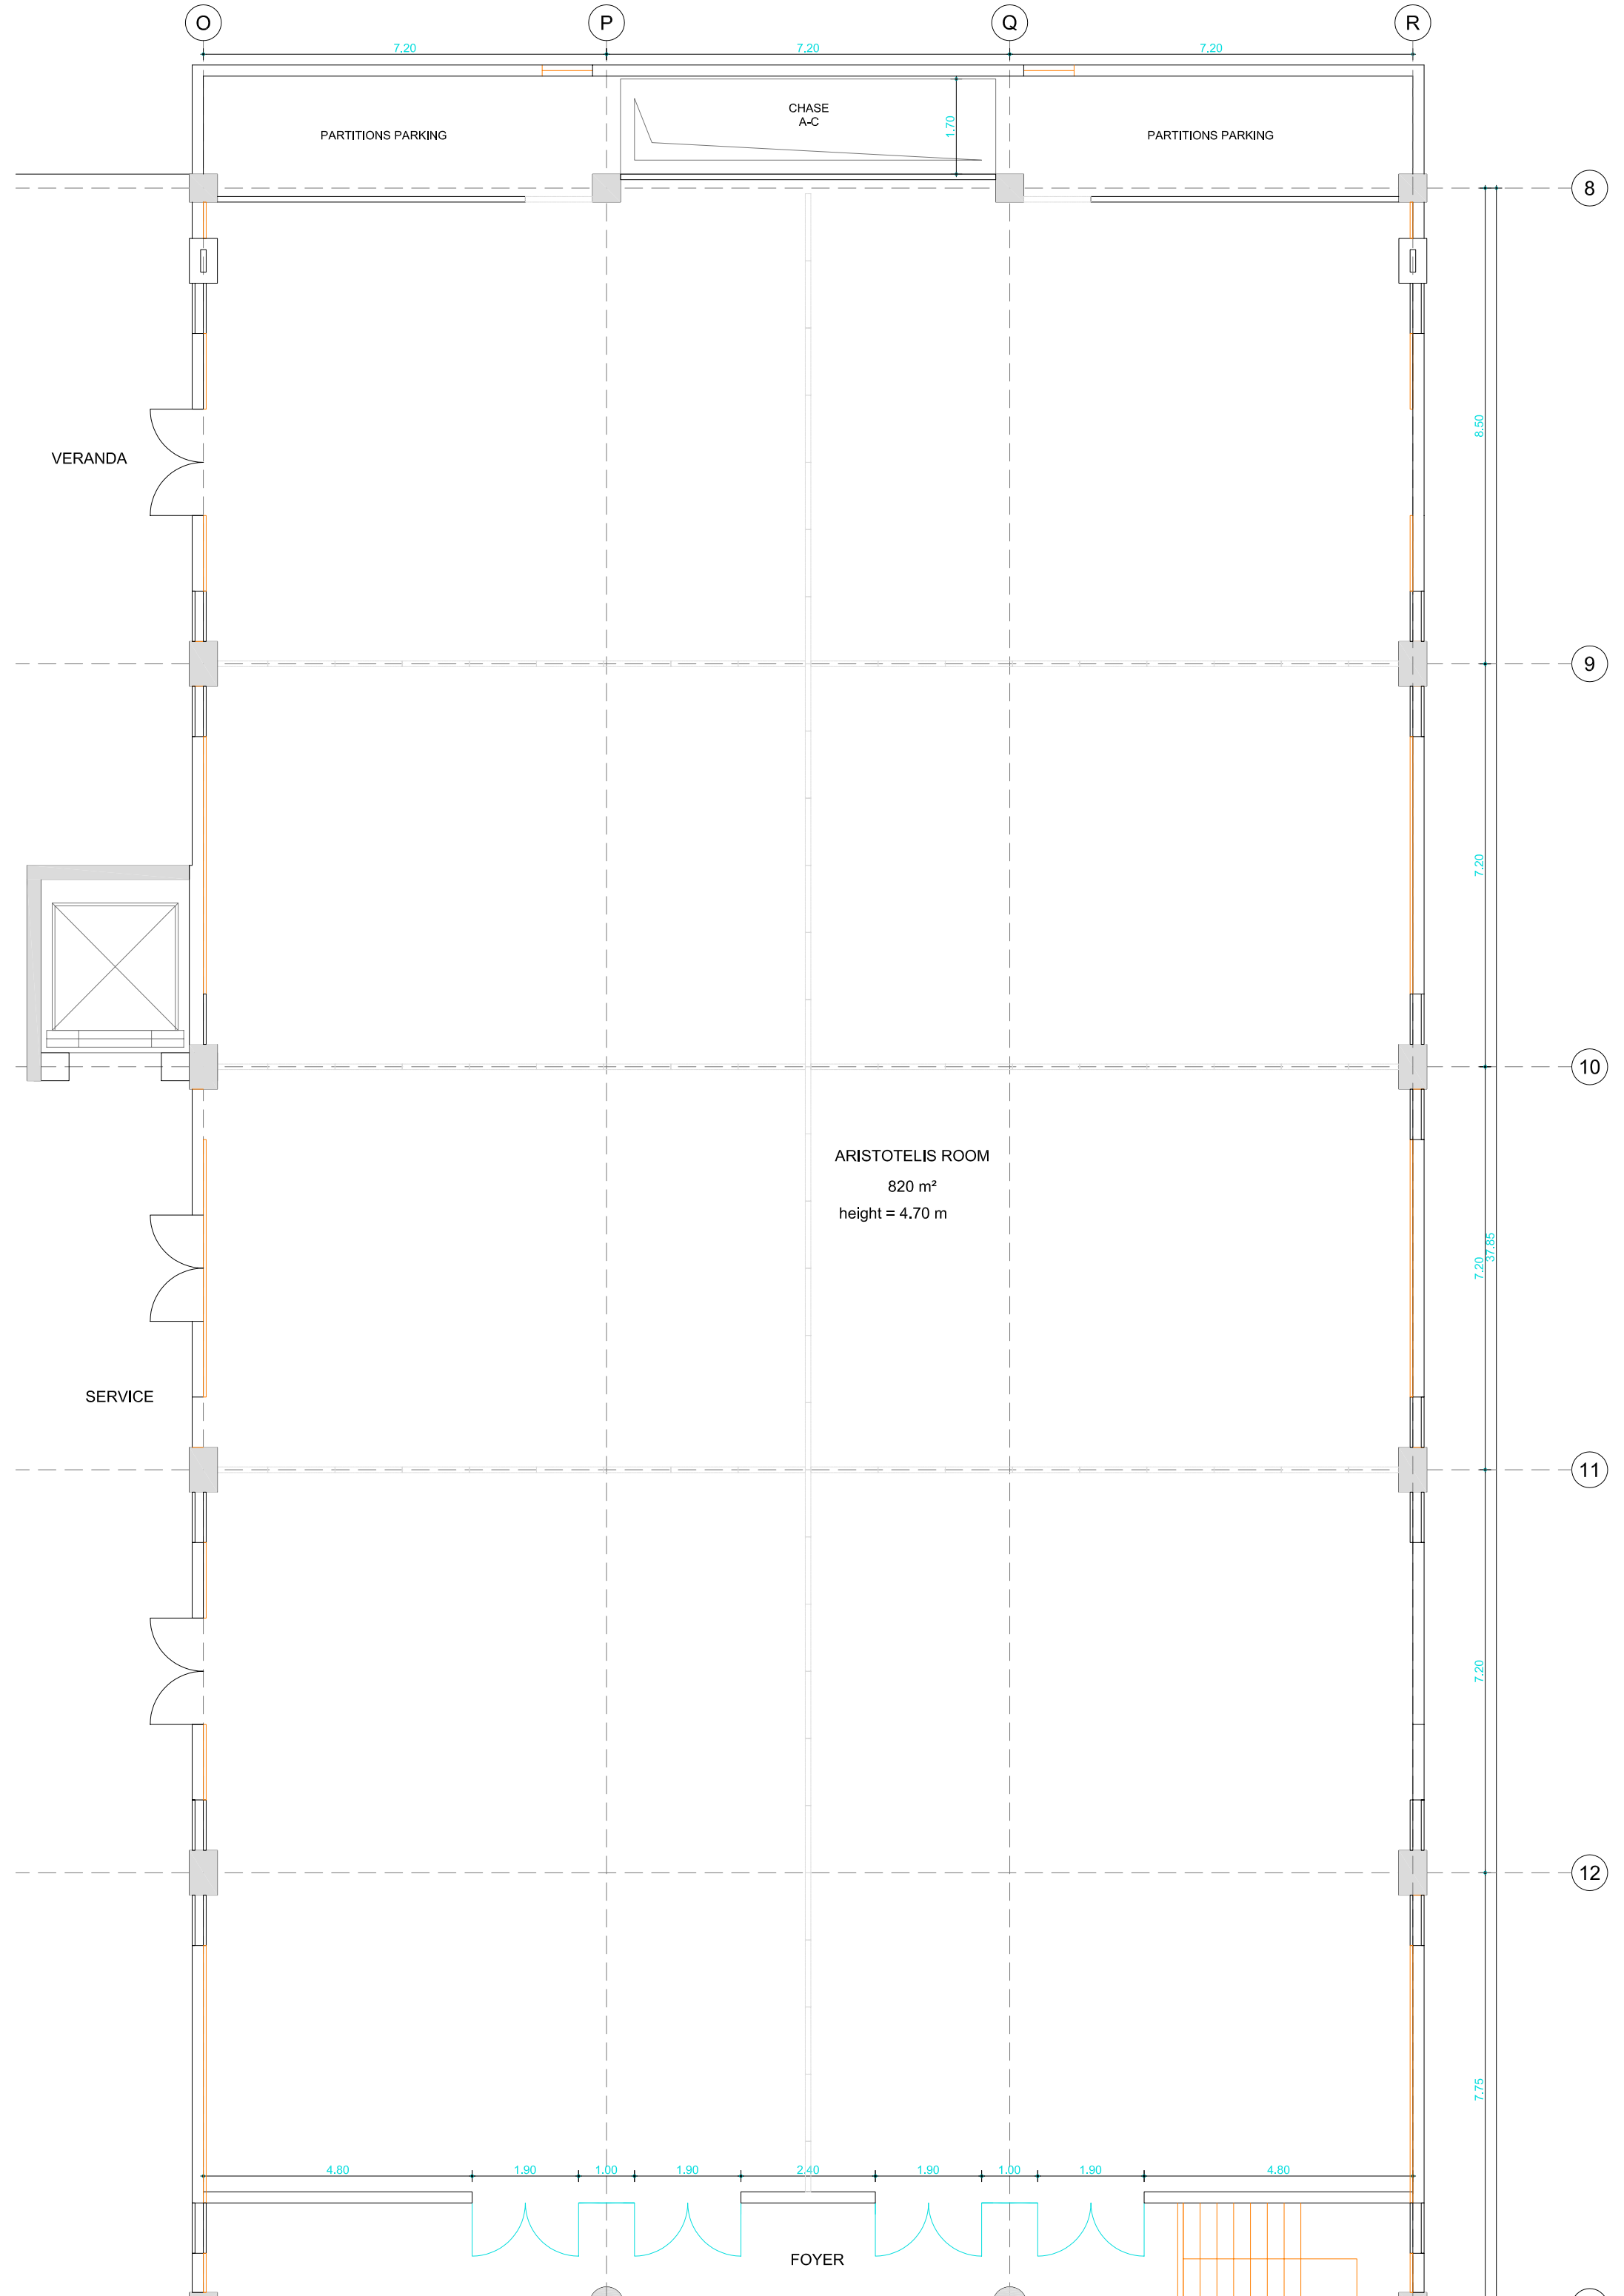 O P Q R
7.20 7.20 7.20
CHASE
A-C
1.70
PARTITIONS PARKING
PARTITIONS PARKING
8
8.50
VERANDA
9
7.20
10
ARISTOTELIS ROOM
820 m²
height = 4.70 m
7.20
37.85
SERVICE
11
7.20
12
7.75
4.80 1.90 1.00 1.90 2.40 1.90 1.00 1.90 4.80
FOYER